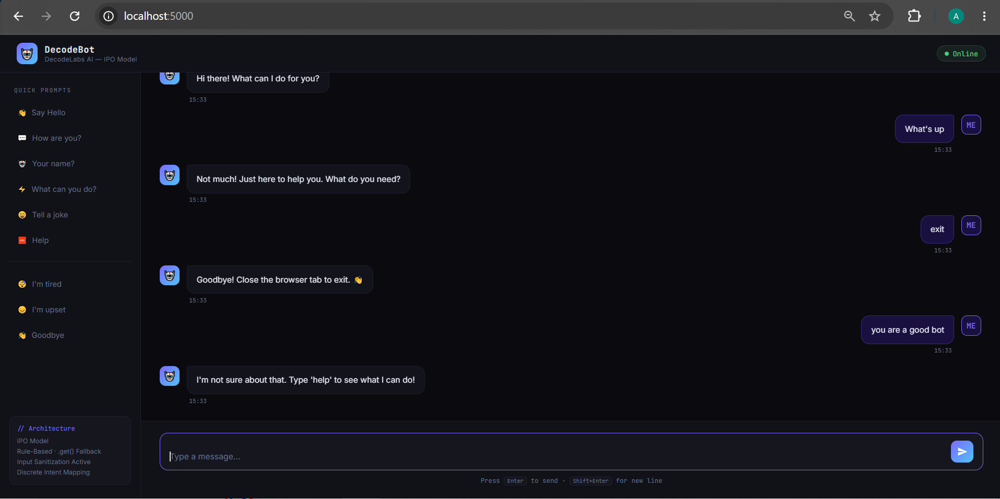 localhost:5000
A
DecodeBot
DecodeLabs AI — IPO Model
Online
QUICK PROMPTS
👋 Say Hello
💬 How are you?
🤖 Your name?
⚡ What can you do?
😄 Tell a joke
🆘 Help
😴 I'm tired
😔 I'm upset
👋 Goodbye
// Architecture
IPO Model
Rule-Based · .get() Fallback
Input Sanitization Active
Discrete Intent Mapping
Hi there! What can I do for you?
15:33
What's up
ME
15:33
Not much! Just here to help you. What do you need?
15:33
exit
ME
15:33
Goodbye! Close the browser tab to exit. 👋
15:33
you are a good bot
ME
15:33
I'm not sure about that. Type 'help' to see what I can do!
15:33
Type a message...
Press Enter to send · Shift+Enter for new line